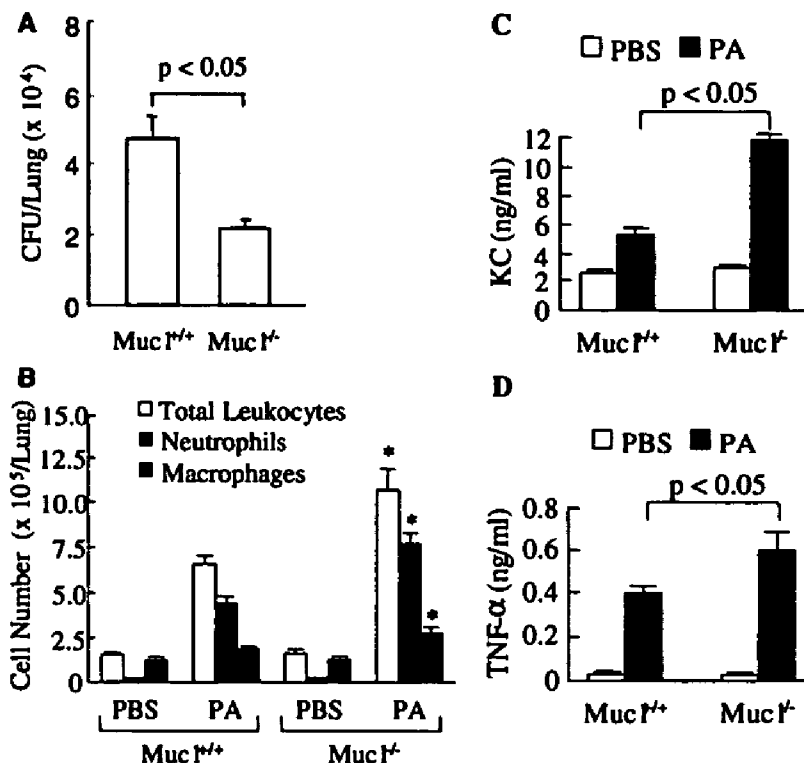 A
8
6
4
2
0
CFU/Lung (x 10⁴)
p < 0.05
Muc1+/+ Muc1-/-
B
15.0
12.5
10.0
7.5
5.0
2.5
0
Cell Number (x 10⁵/Lung)
Total Leukocytes
Neutrophils
Macrophages
* * *
PBS PA PBS PA
Muc1+/+ Muc1-/-
C
PBS PA
p < 0.05
12
10
8
6
4
2
0
KC (ng/ml)
Muc1+/+ Muc1-/-
D
PBS PA
p < 0.05
0.8
0.6
0.4
0.2
0
TNF-α (ng/ml)
Muc1+/+ Muc1-/-